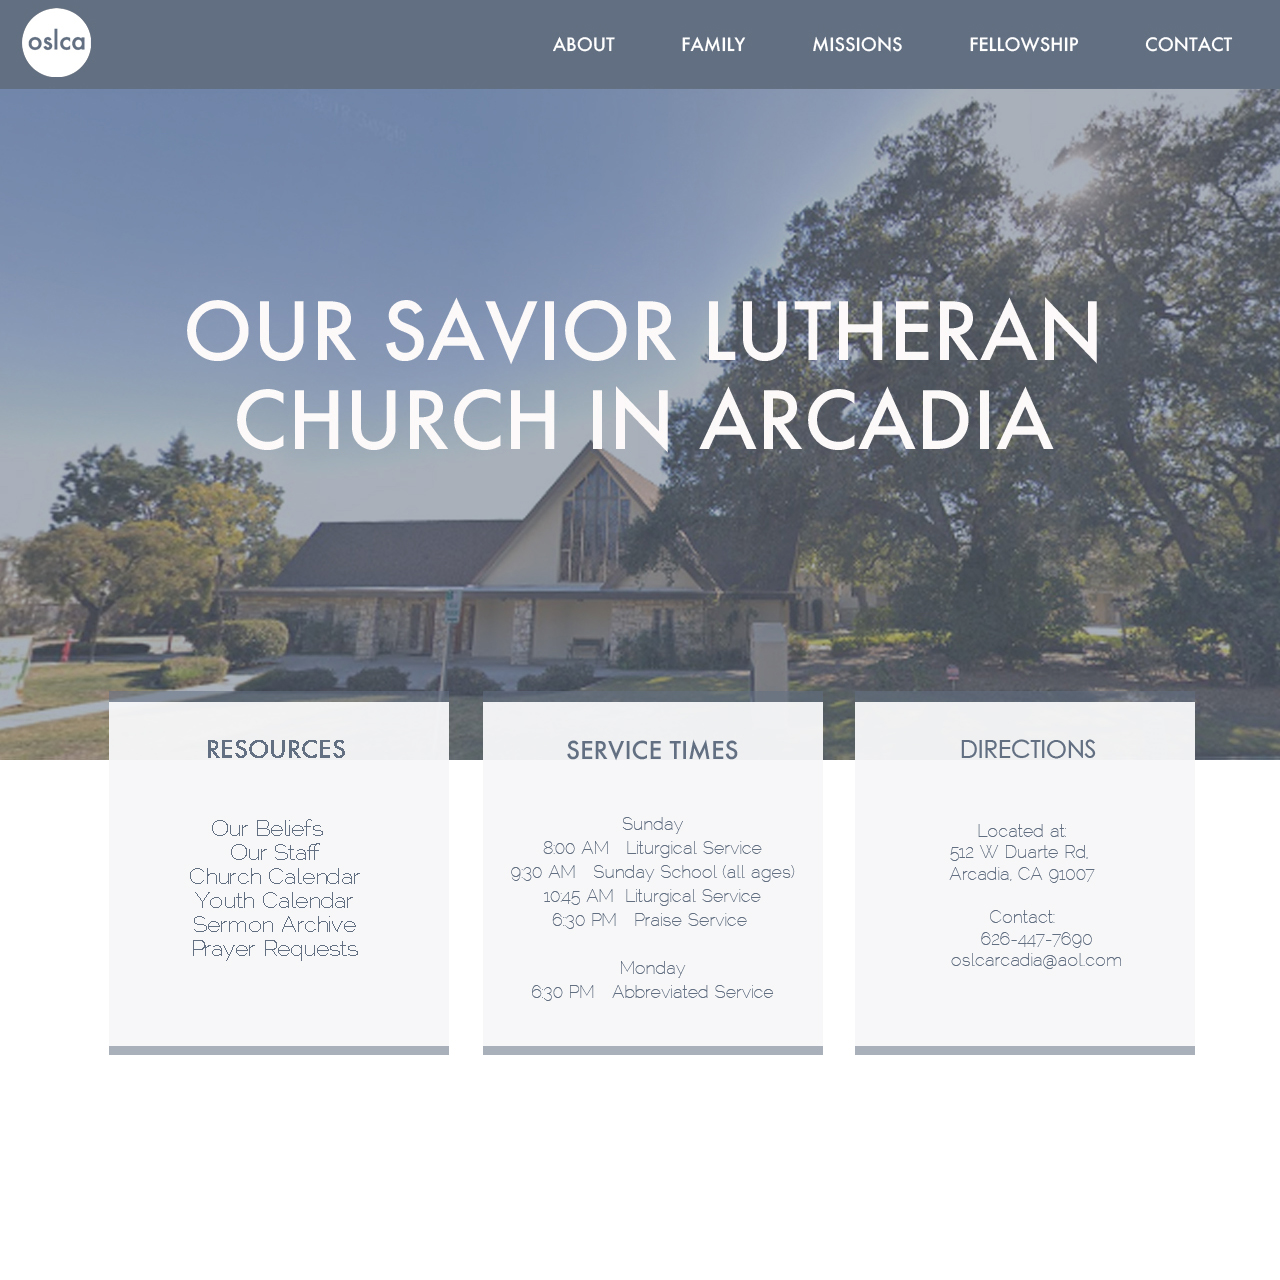 oslca
ABOUT FAMILY MISSIONS FELLOWSHIP CONTACT
OUR SAVIOR LUTHERAN
CHURCH IN ARCADIA
RESOURCES
Our Beliefs
Our Staff
Church Calendar
Youth Calendar
Sermon Archive
Prayer Requests
SERVICE TIMES
Sunday
8:00 AM Liturgical Service
9:30 AM Sunday School (all ages)
10:45 AM Liturgical Service
6:30 PM Praise Service
Monday
6:30 PM Abbreviated Service
DIRECTIONS
Located at:
512 W Duarte Rd,
Arcadia, CA 91007
Contact:
626-447-7690
oslcarcadia@aol.com